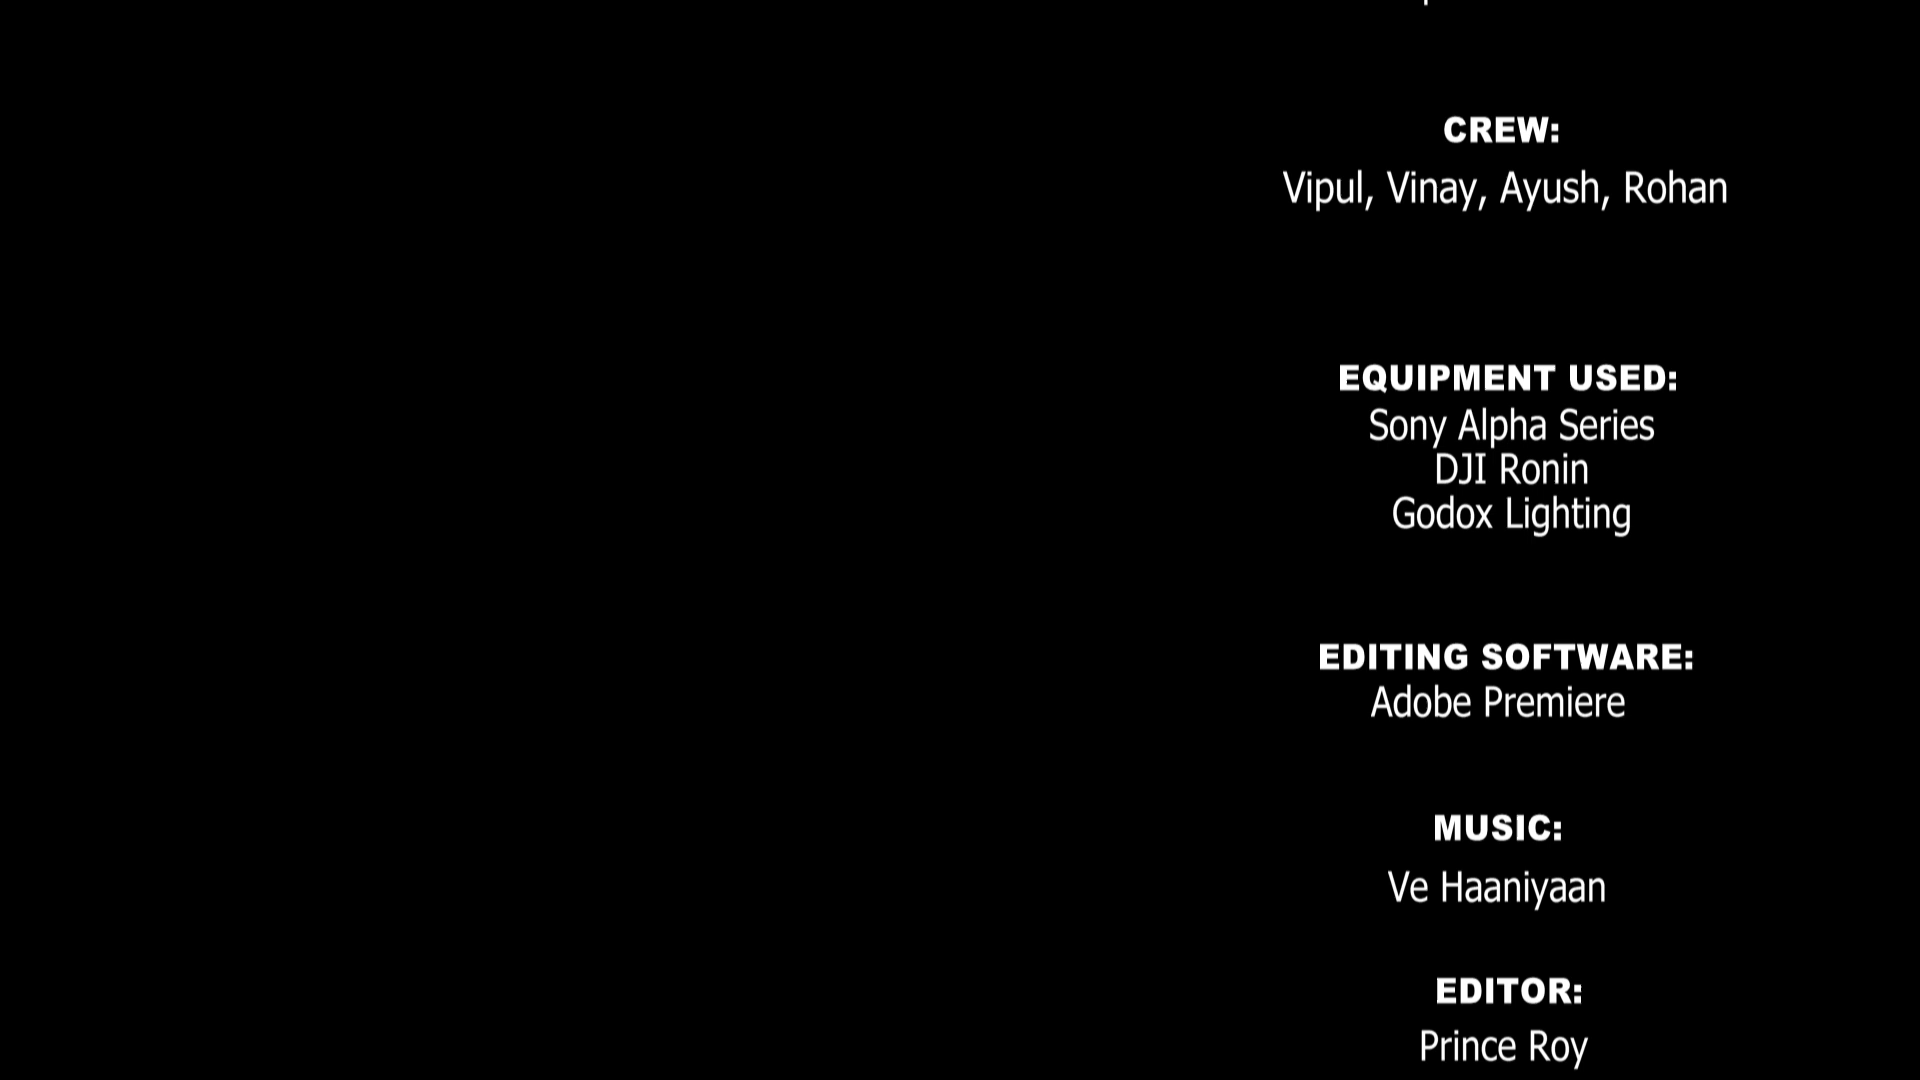 CREW:
Vipul, Vinay, Ayush, Rohan
EQUIPMENT USED:
Sony Alpha Series
DJI Ronin
Godox Lighting
EDITING SOFTWARE:
Adobe Premiere
MUSIC:
Ve Haaniyaan
EDITOR:
Prince Roy